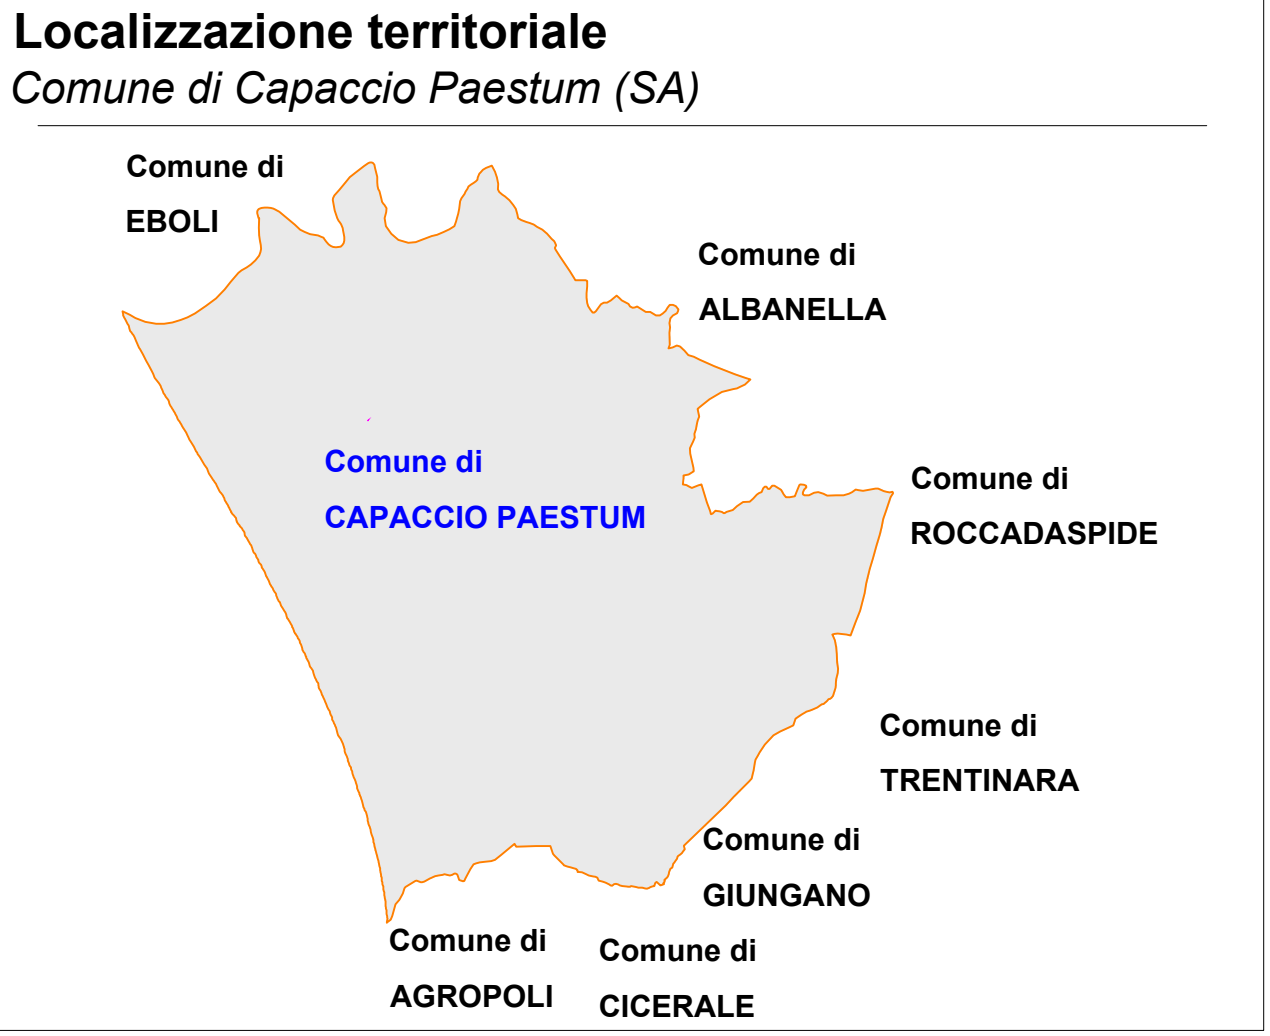 Localizzazione territoriale
Comune di Capaccio Paestum (SA)
Comune di
EBOLI
Comune di
ALBANELLA
Comune di
CAPACCIO PAESTUM
Comune di
ROCCADASPIDE
Comune di
TRENTINARA
Comune di
GIUNGANO
Comune di
AGROPOLI
Comune di
CICERALE